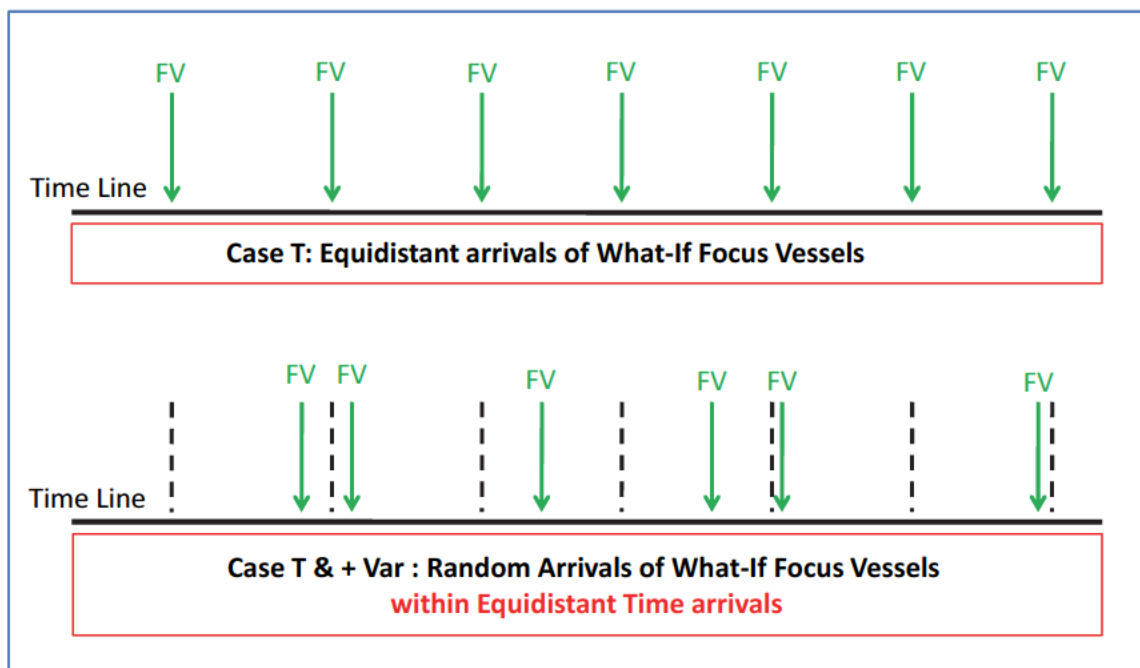 FV FV FV FV FV FV FV
Time Line
Case T: Equidistant arrivals of What-If Focus Vessels
FV FV FV FV FV FV
Time Line
Case T & + Var : Random Arrivals of What-If Focus Vessels
within Equidistant Time arrivals